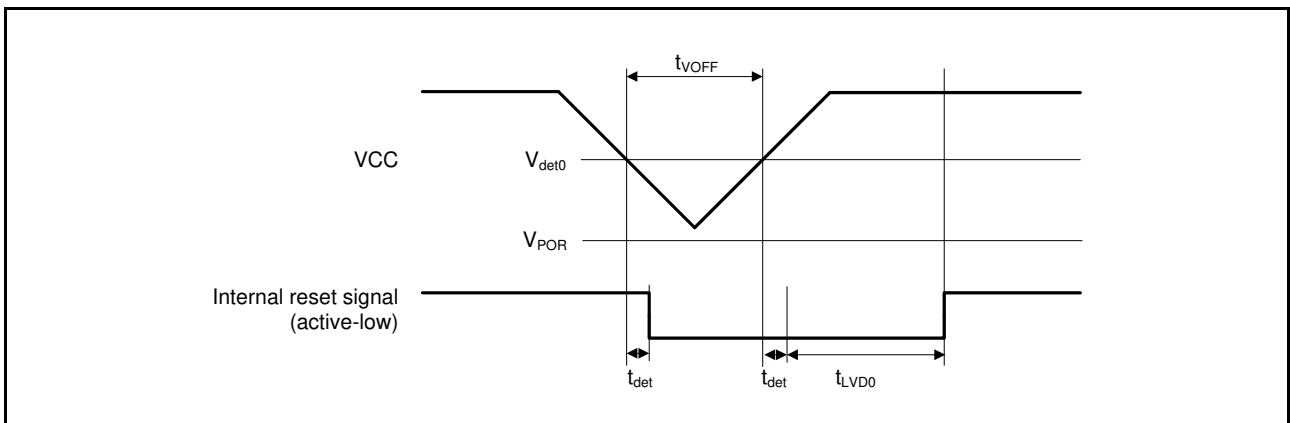 tVOFF
VCC
Vdet0
VPOR
Internal reset signal
(active-low)
tdet
tdet
tLVD0